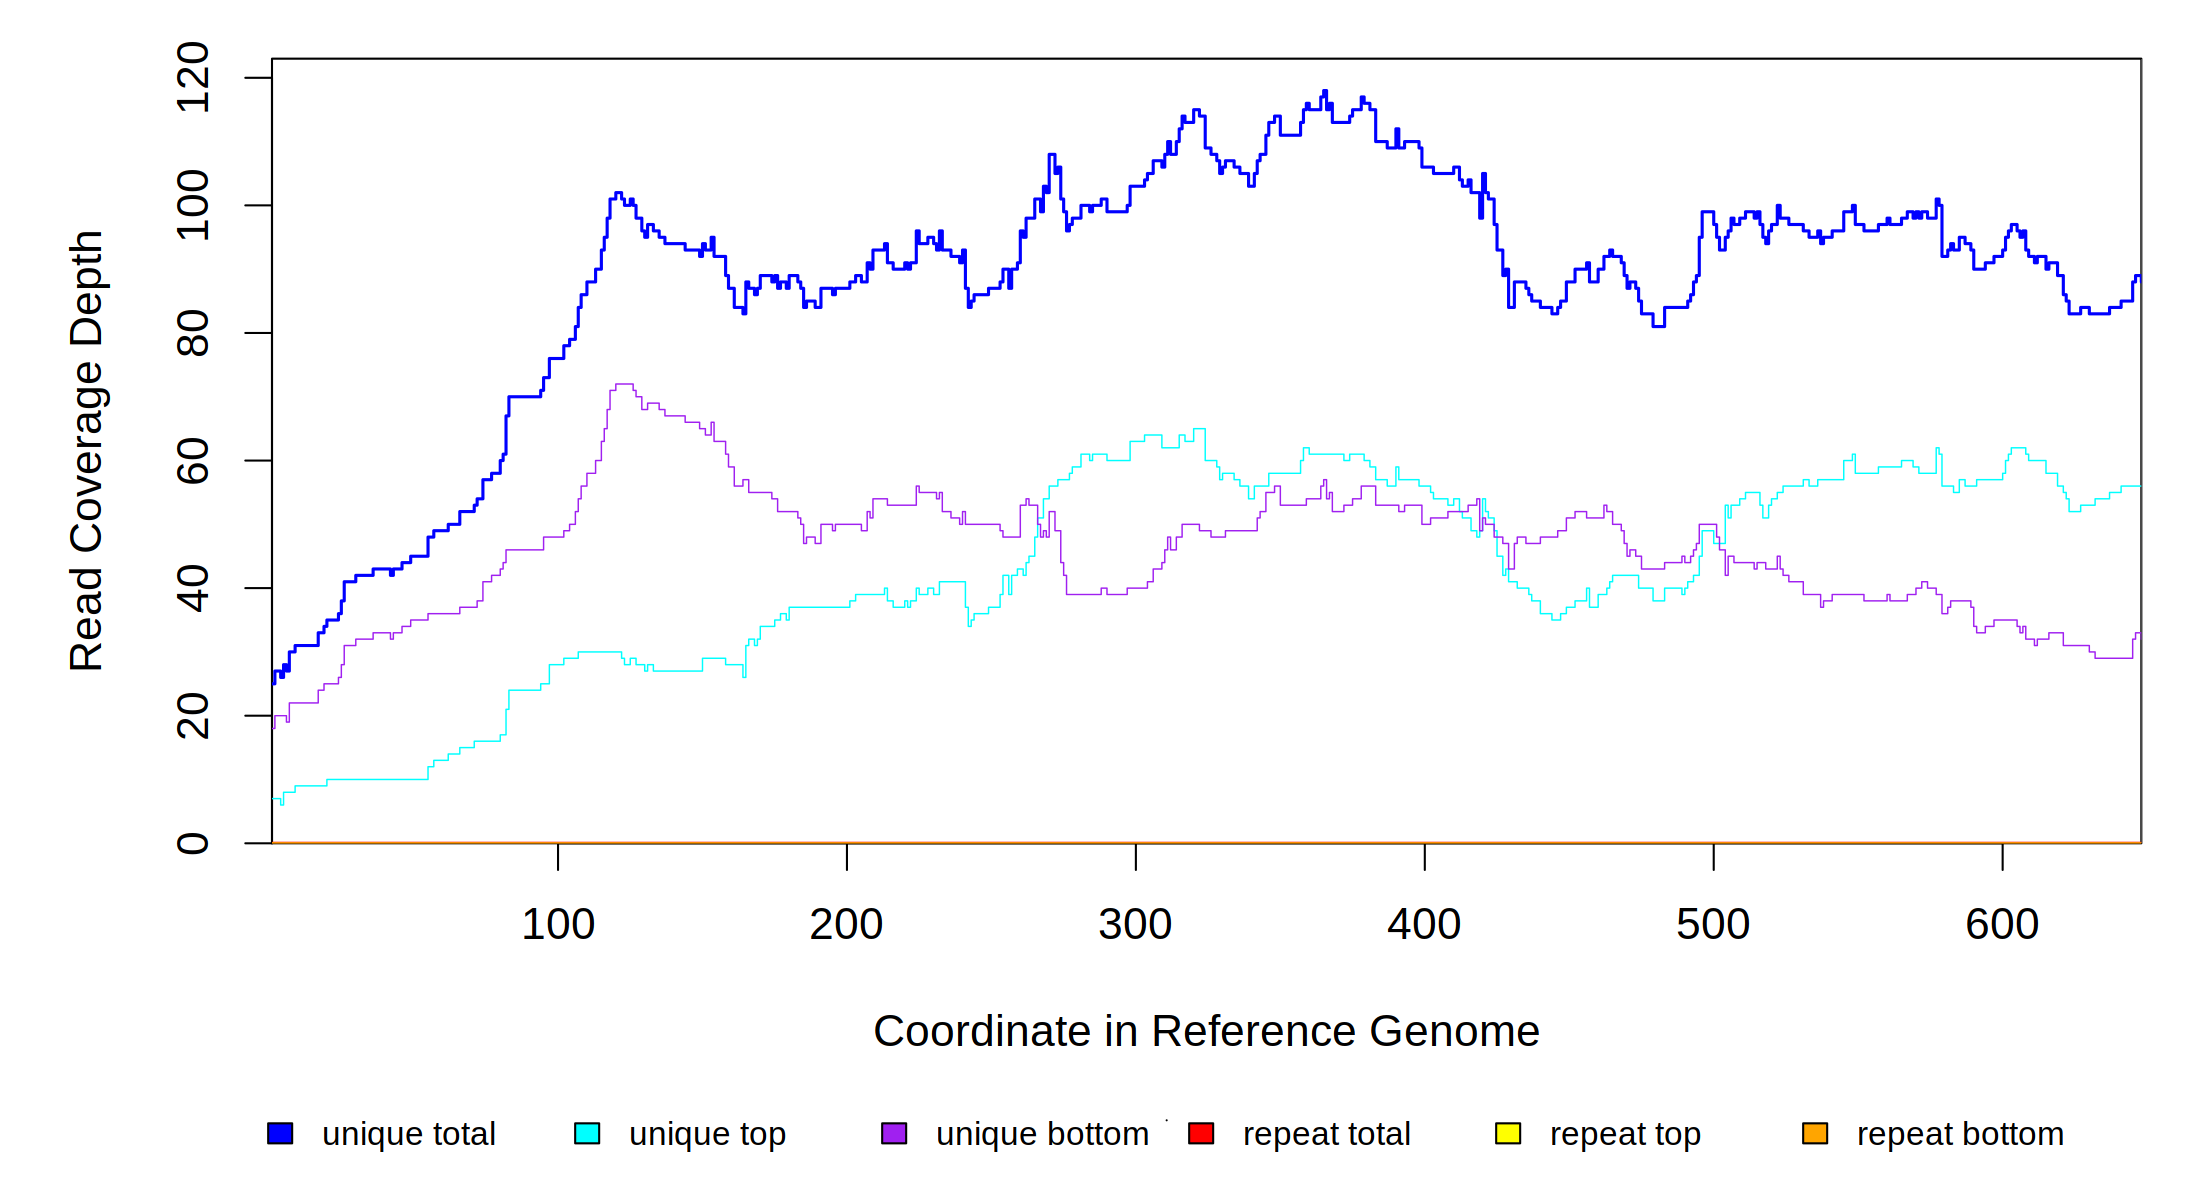 120
100
80
60
40
20
0
Read Coverage Depth
100 200 300 400 500 600
Coordinate in Reference Genome
unique total unique top unique bottom repeat total repeat top repeat bottom